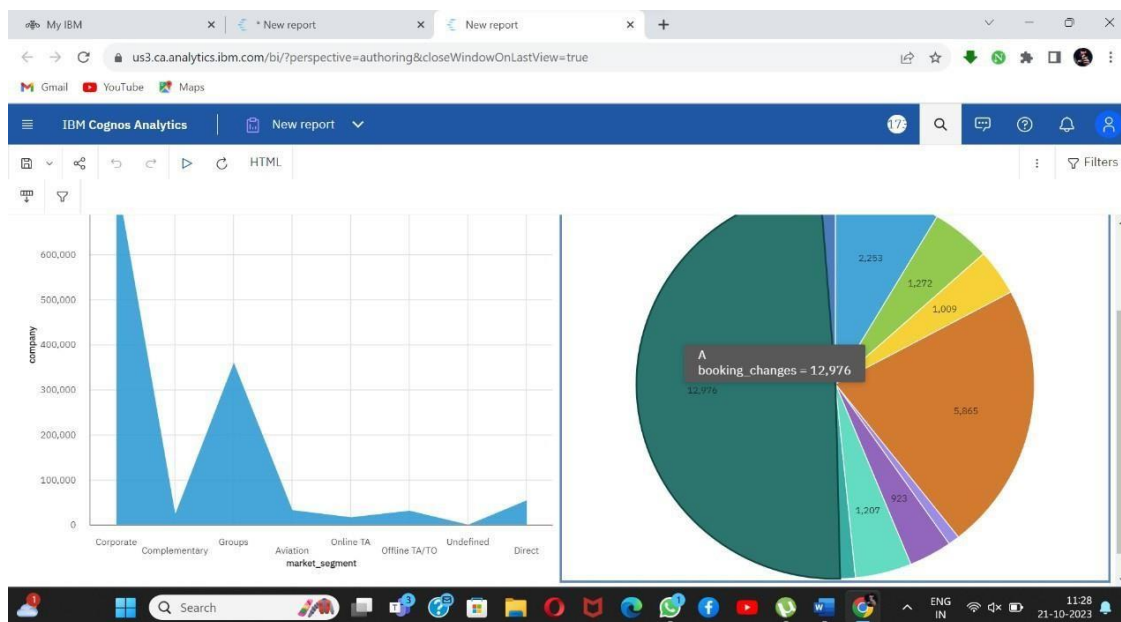 My IBM
* New report
New report
us3.ca.analytics.ibm.com/bi/?perspective=authoring&closeWindowOnLastView=true
Gmail YouTube Maps
IBM Cognos Analytics New report
HTML Filters
600,000
500,000
400,000
300,000
200,000
100,000
0
company
Corporate
Complementary
Groups
Aviation
Online TA
Offline TA/TO
Undefined
Direct
market_segment
2,253
1,272
1,009
A
booking_changes = 12,976
12,976
5,865
923
1,207
1
Search
3
1
ENG
IN
11:28
21-10-2023